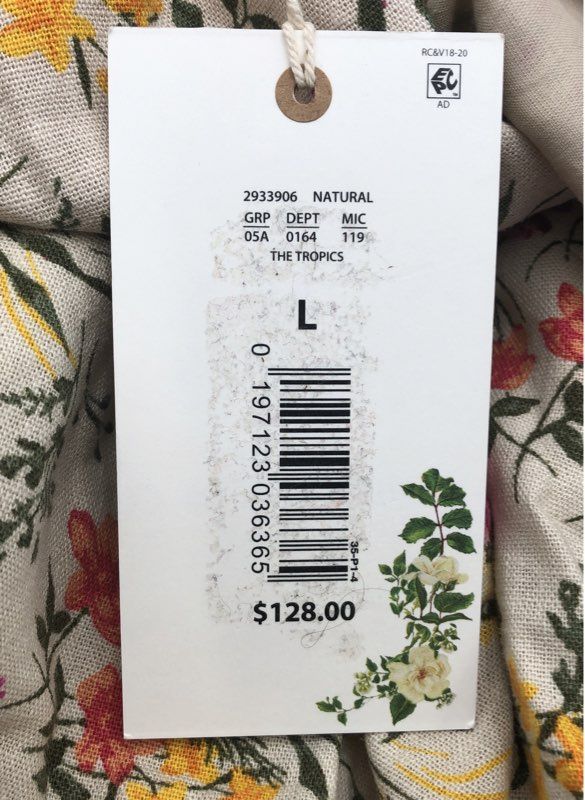 RC&V18-20
EPC
AD
2933906 NATURAL
GRP DEPT MIC
05A 0164 119
THE TROPICS
L
0 197123 036365
35-P1-4
$128.00